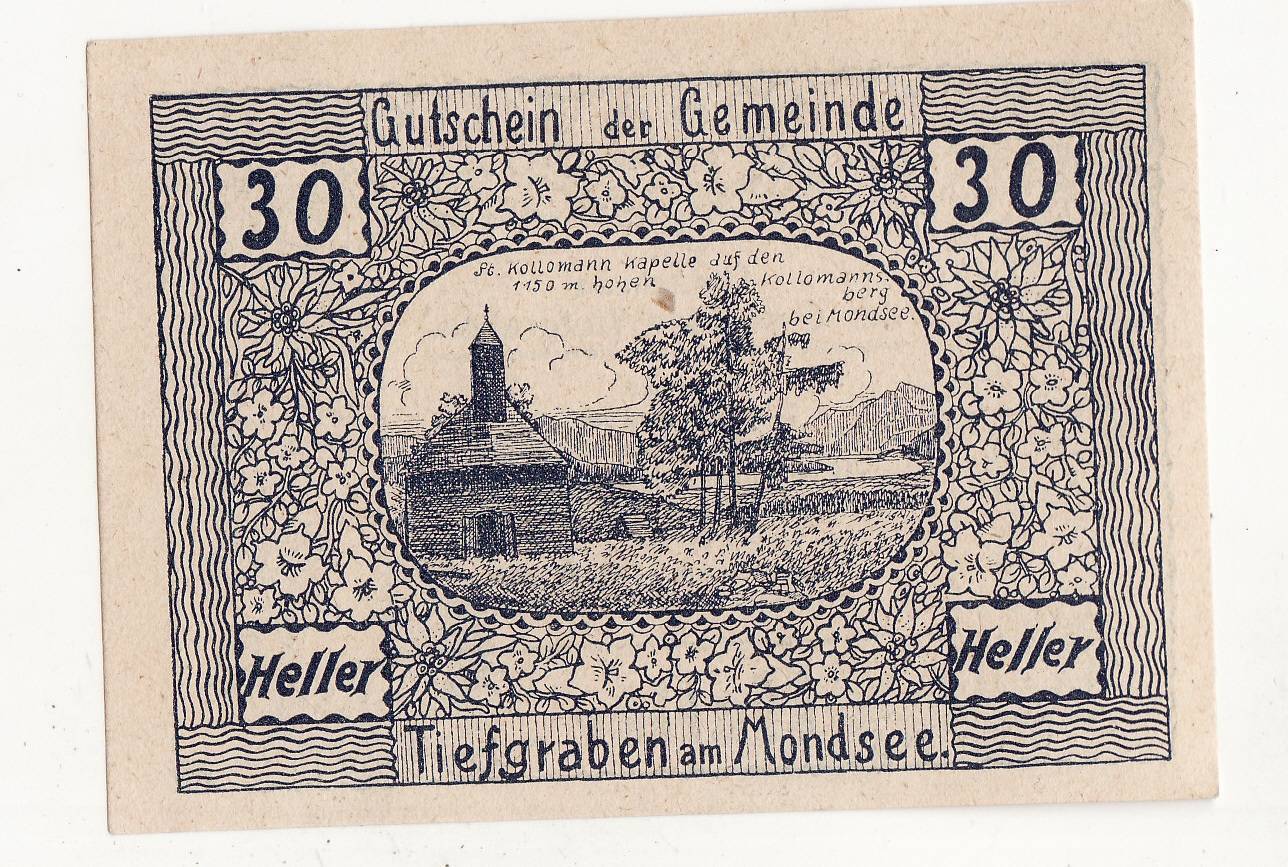 Gutschein der Gemeinde
30
30
St. Kollomann Kapelle auf den
1150 m. hohen Kollomanns-
berg
bei Mondsee.
Heller
Heller
Tiefgraben am Mondsee.